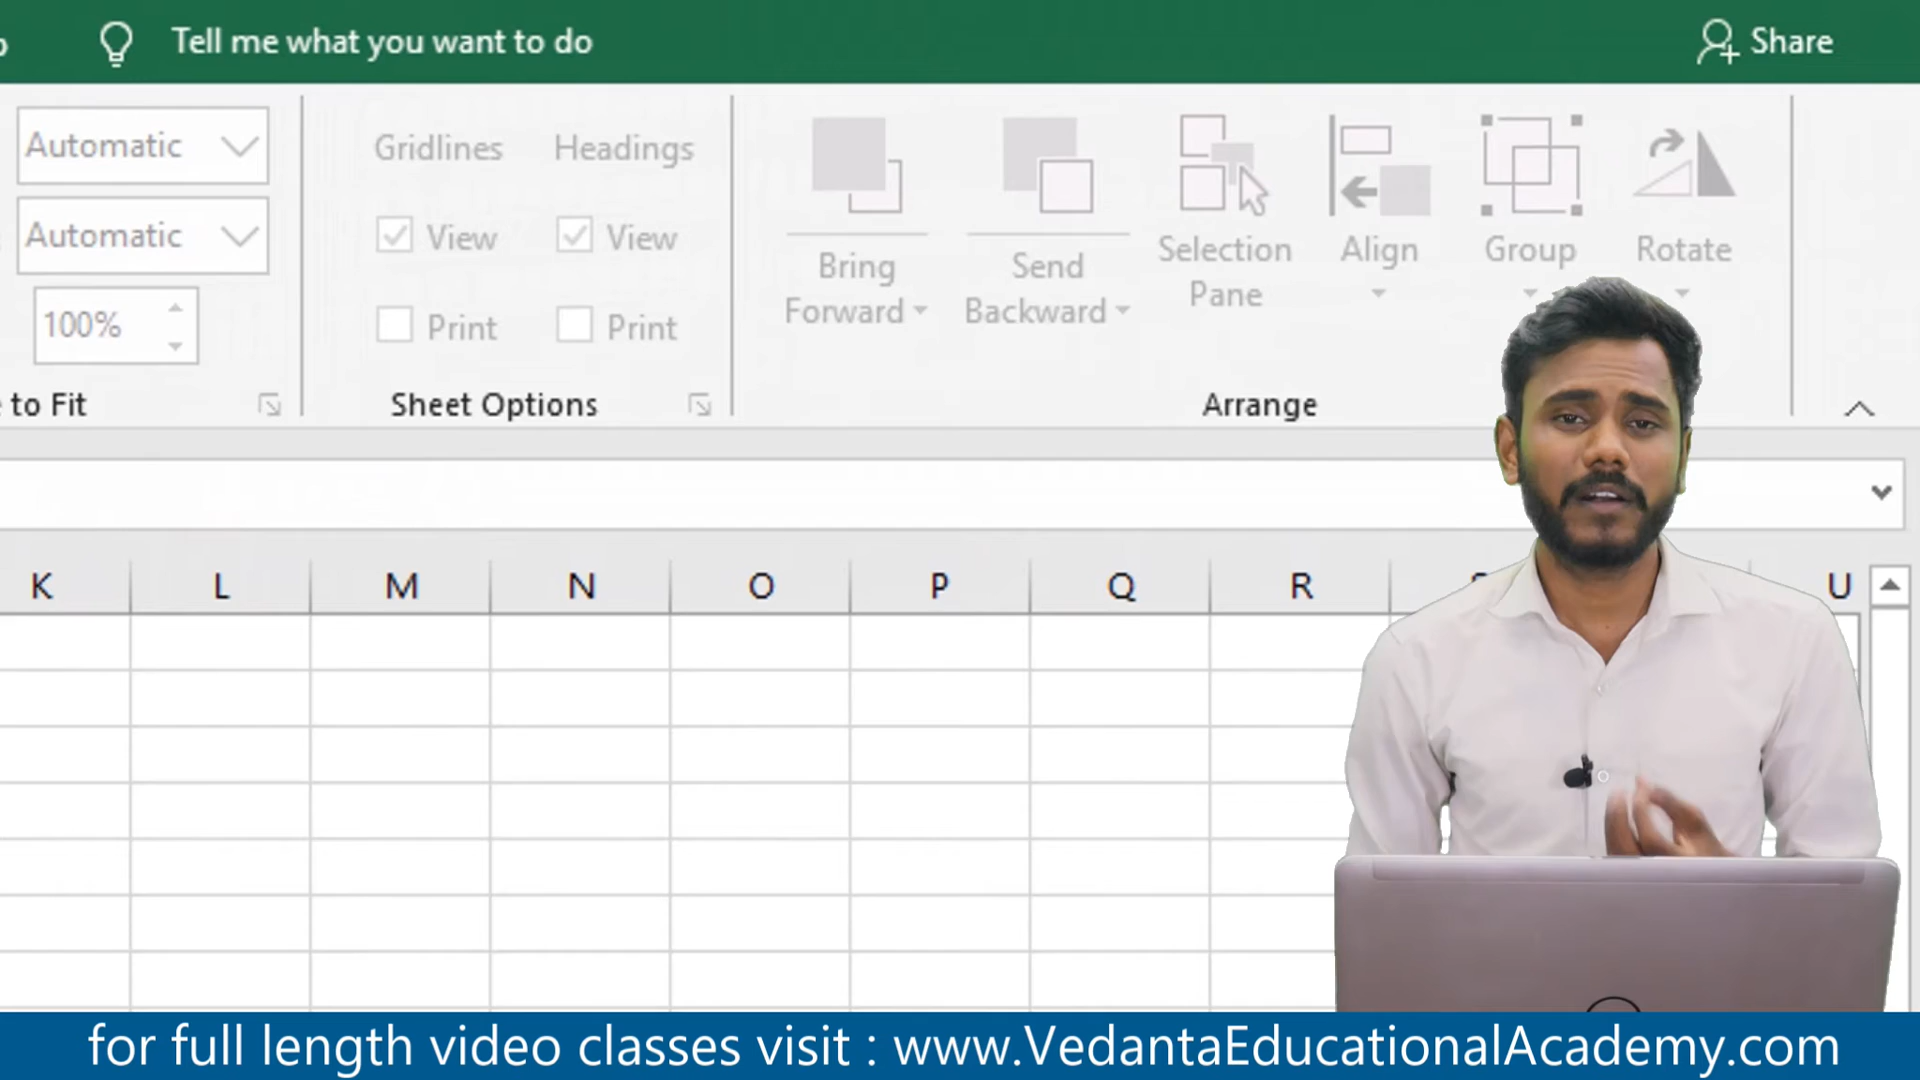 Tell me what you want to do
Share
Automatic
Automatic
100%
to Fit
Gridlines
Headings
View
View
Print
Print
Sheet Options
Bring
Forward
Send
Backward
Selection
Pane
Align
Group
Rotate
Arrange
K L M N O P Q R U
for full length video classes visit : www.VedantaEducationalAcademy.com